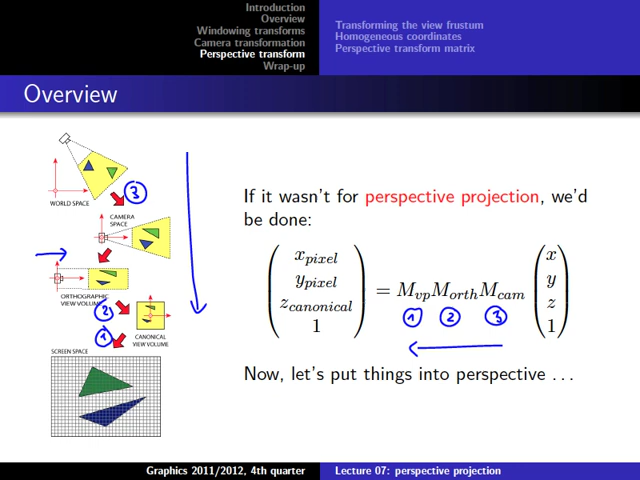 Introduction
Overview
Windowing transforms
Camera transformation
Perspective transform
Wrap-up
Transforming the view frustum
Homogeneous coordinates
Perspective transform matrix
Overview
WORLD SPACE
3
CAMERA
SPACE
ORTHOGRAPHIC
VIEW VOLUME
2
CANONICAL
VIEW VOLUME
1
SCREEN SPACE
If it wasn't for perspective projection, we'd
be done:
x_pixel
y_pixel
z_canonical
1
= M_vp M_orth M_cam
x
y
z
1
1 2 3
Now, let's put things into perspective . . .
Graphics 2011/2012, 4th quarter
Lecture 07: perspective projection